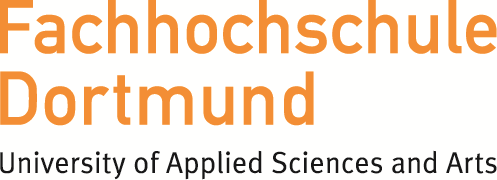 Fachhochschule
Dortmund
University of Applied Sciences and Arts